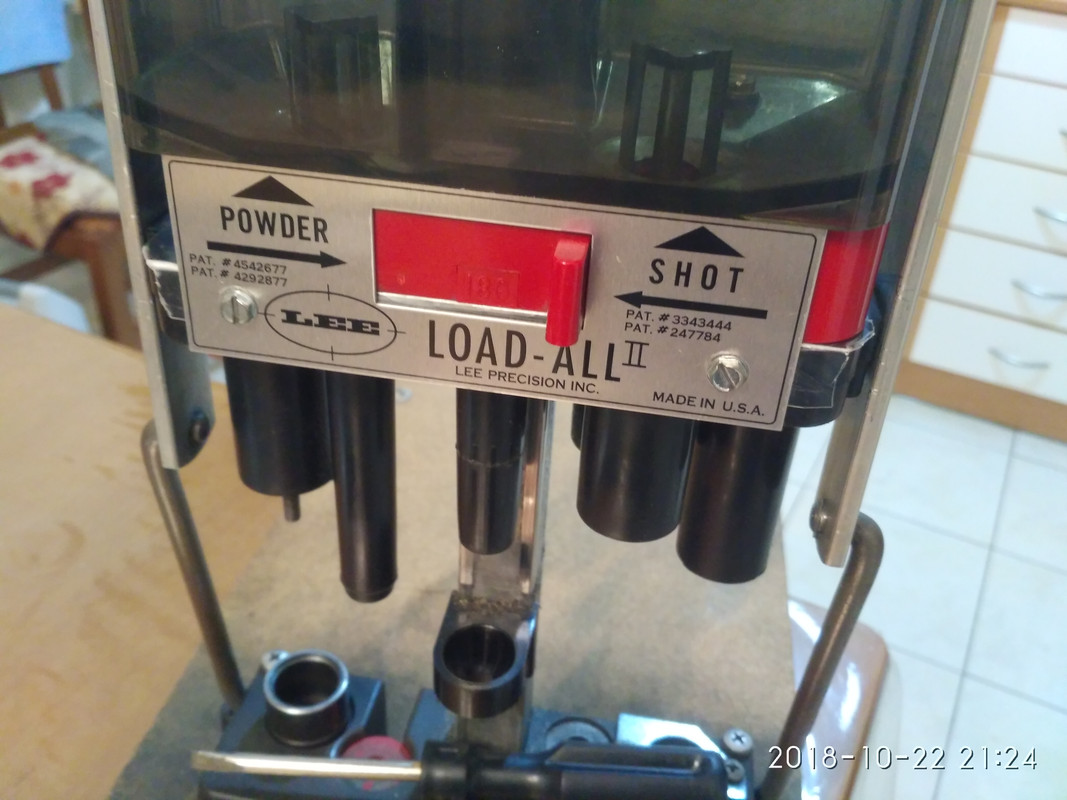 POWDER
PAT. # 4542677
PAT. # 4292877
LEE
SHOT
PAT. # 3343444
PAT. # 247784
LOAD-ALL II
LEE PRECISION INC.
MADE IN U.S.A.
2018-10-22 21:24